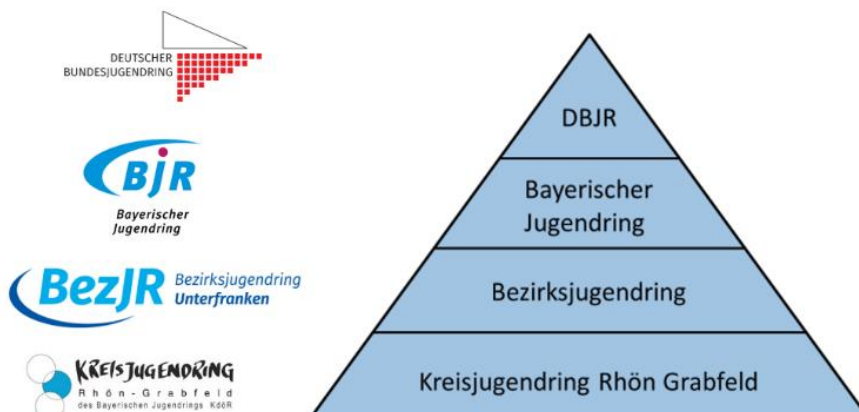 DEUTSCHER
BUNDESJUGENDRING
BJR
Bayerischer
Jugendring
BezJR Bezirksjugendring
Unterfranken
KREISJUGENDRING
Rhön-Grabfeld
des Bayerischen Jugendrings KdöR
DBJR
Bayerischer
Jugendring
Bezirksjugendring
Kreisjugendring Rhön Grabfeld